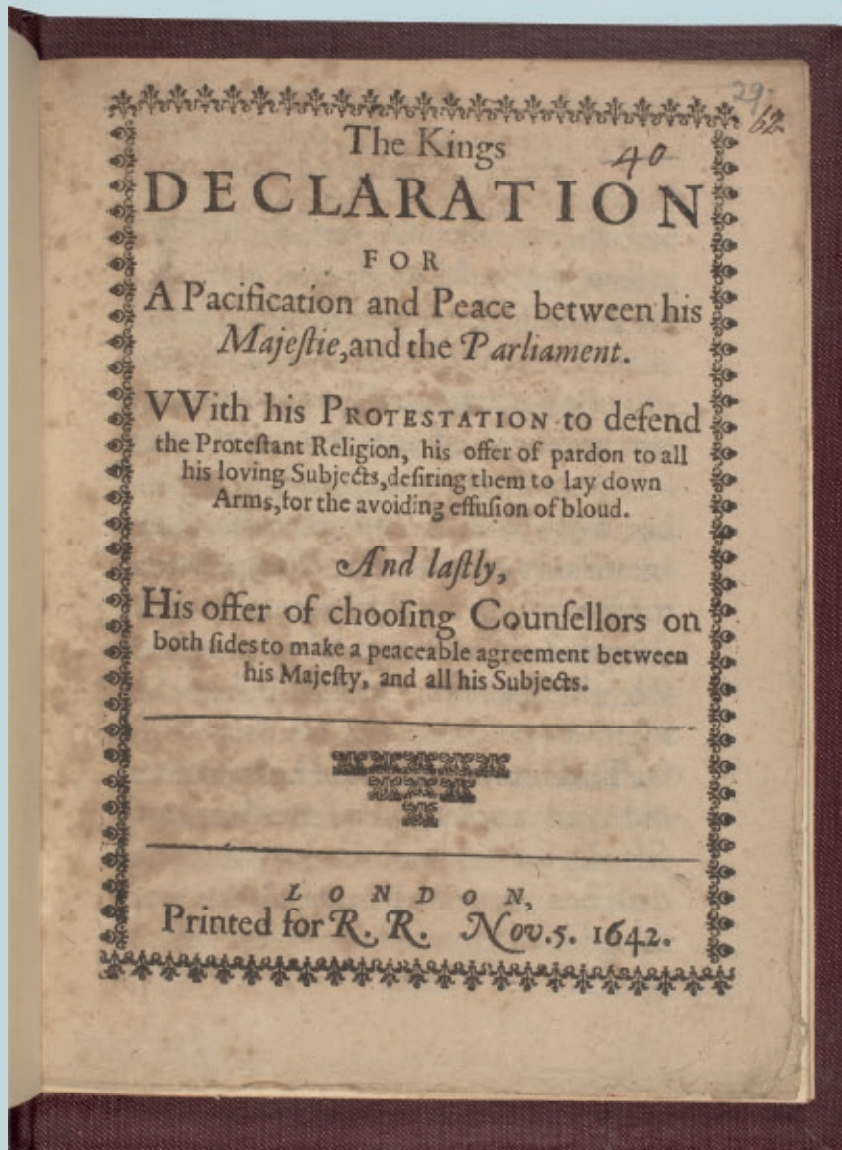 29.
62
40
The Kings
DECLARATION
FOR
A Pacification and Peace between his
Majeſtie,and the Parliament.
VVith his PROTESTATION to defend
the Proteſtant Religion, his offer of pardon to all
his loving Subjects,deſiring them to lay down
Arms,for the avoiding effuſion of bloud.
And laſtly,
His offer of chooſing Counſellors on
both ſides to make a peaceable agreement between
his Majeſty, and all his Subjects.
LONDON,
Printed for R. R. Nov.5. 1642.